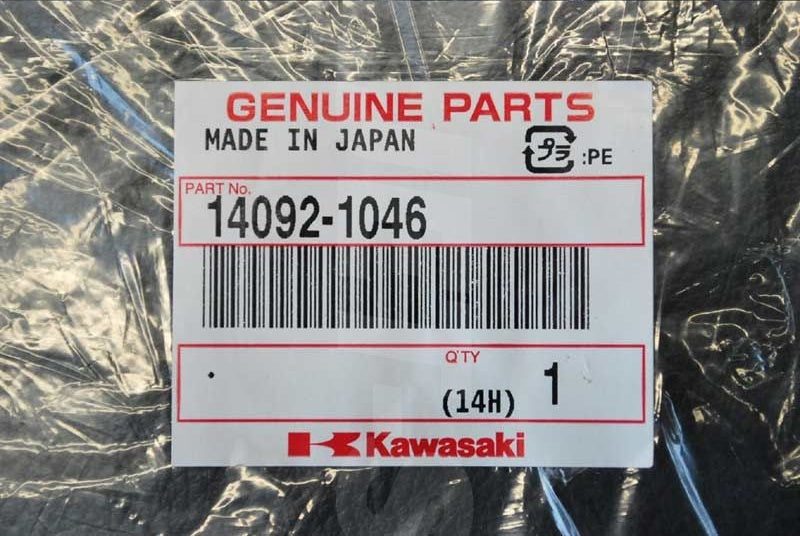 GENUINE PARTS
MADE IN JAPAN
プラ :PE
PART No.
14092-1046
Q'TY
(14H) 1
Kawasaki